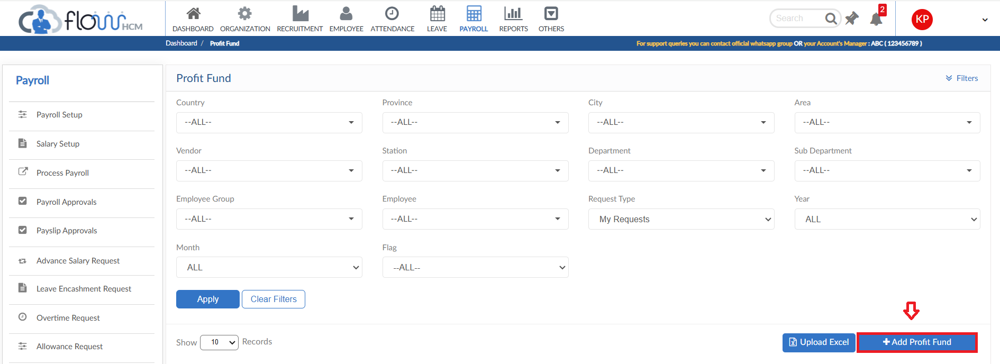 flowHCM
DASHBOARD ORGANIZATION RECRUITMENT EMPLOYEE ATTENDANCE LEAVE PAYROLL REPORTS OTHERS
Search
2
KP
Dashboard / Profit Fund
For support queries you can contact official whatsapp group OR your Account's Manager : ABC ( 123456789 )
Payroll
Payroll Setup
Salary Setup
Process Payroll
Payroll Approvals
Payslip Approvals
Advance Salary Request
Leave Encashment Request
Overtime Request
Allowance Request
Profit Fund
Filters
Country Province City Area
--ALL-- --ALL-- --ALL-- --ALL--
Vendor Station Department Sub Department
--ALL-- --ALL-- --ALL-- --ALL--
Employee Group Employee Request Type Year
--ALL-- --ALL-- My Requests ALL
Month Flag
ALL --ALL--
Apply Clear Filters
Show 10 Records
Upload Excel
Add Profit Fund